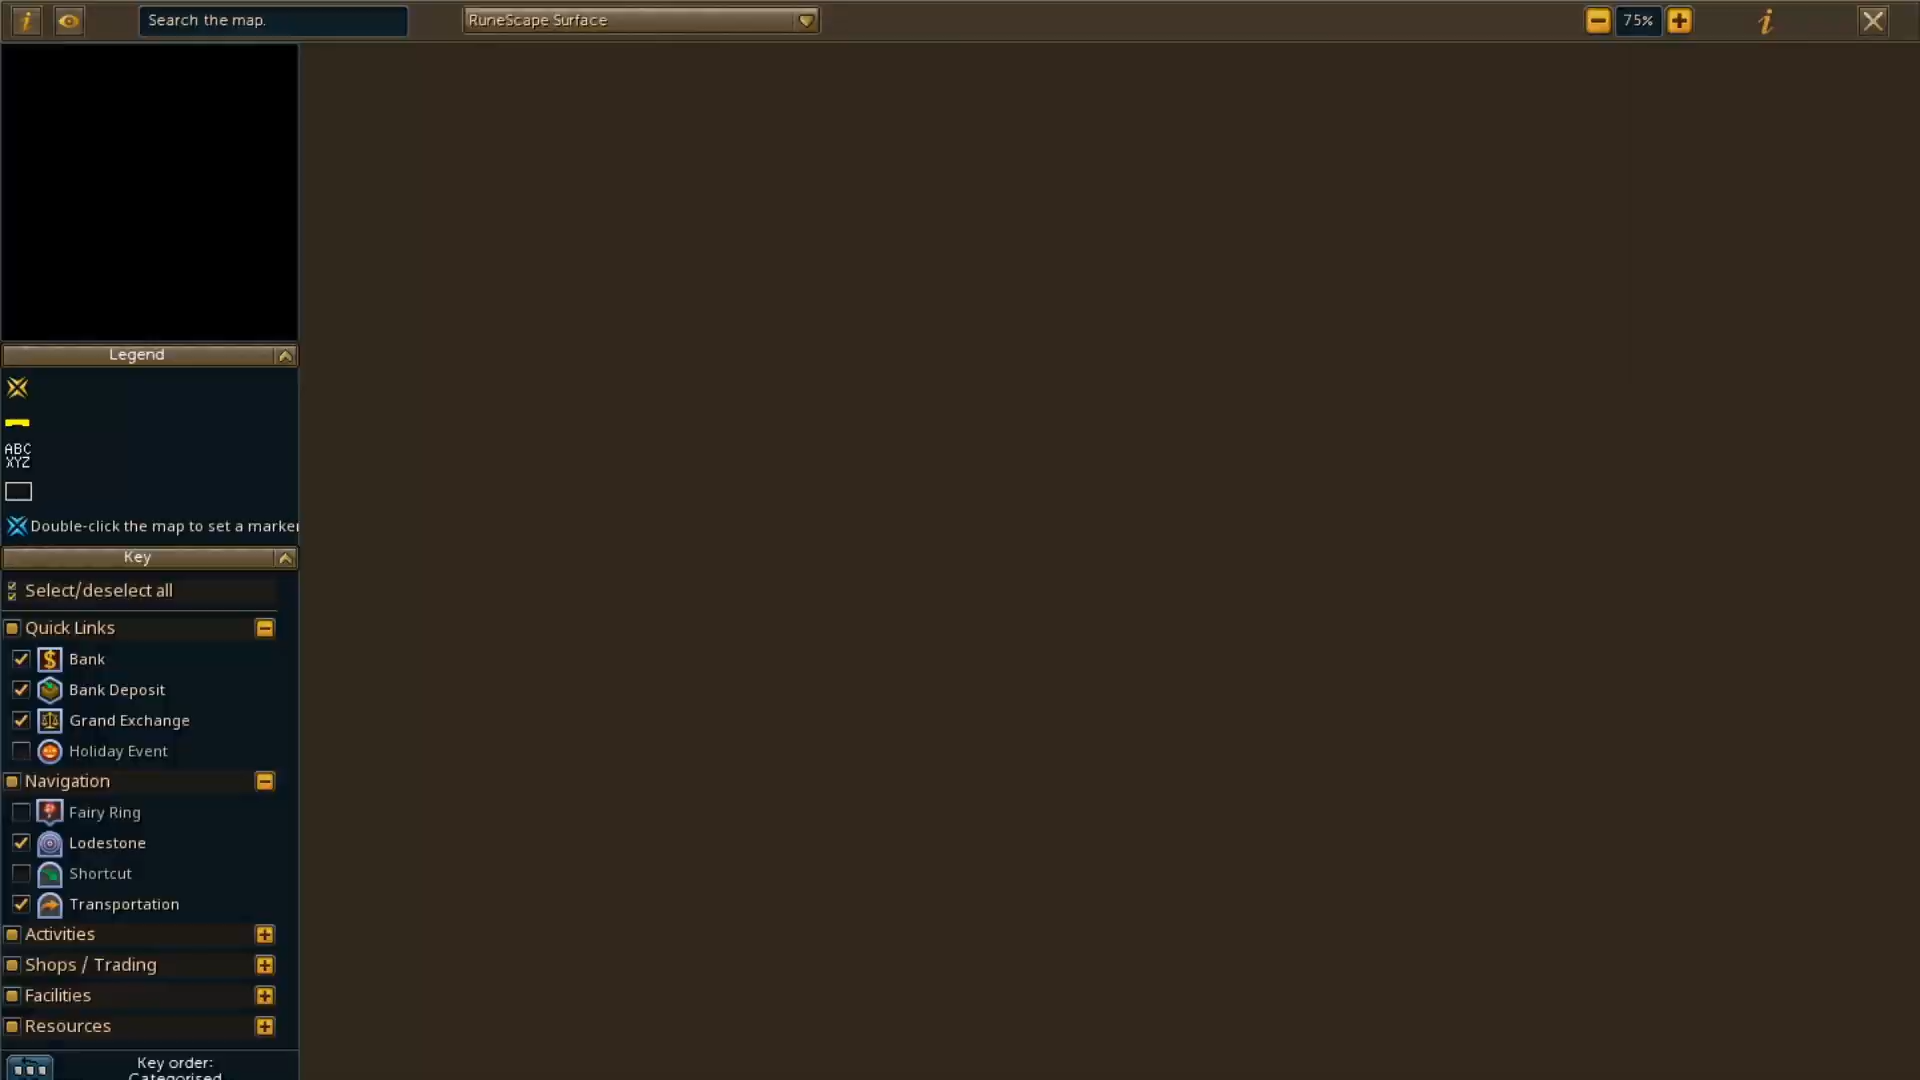 Search the map.
RuneScape Surface
75%
Legend
ABC
XYZ
Double-click the map to set a marker
Key
Select/deselect all
Quick Links
Bank
Bank Deposit
Grand Exchange
Holiday Event
Navigation
Fairy Ring
Lodestone
Shortcut
Transportation
Activities
Shops / Trading
Facilities
Resources
Key order:
Categorised